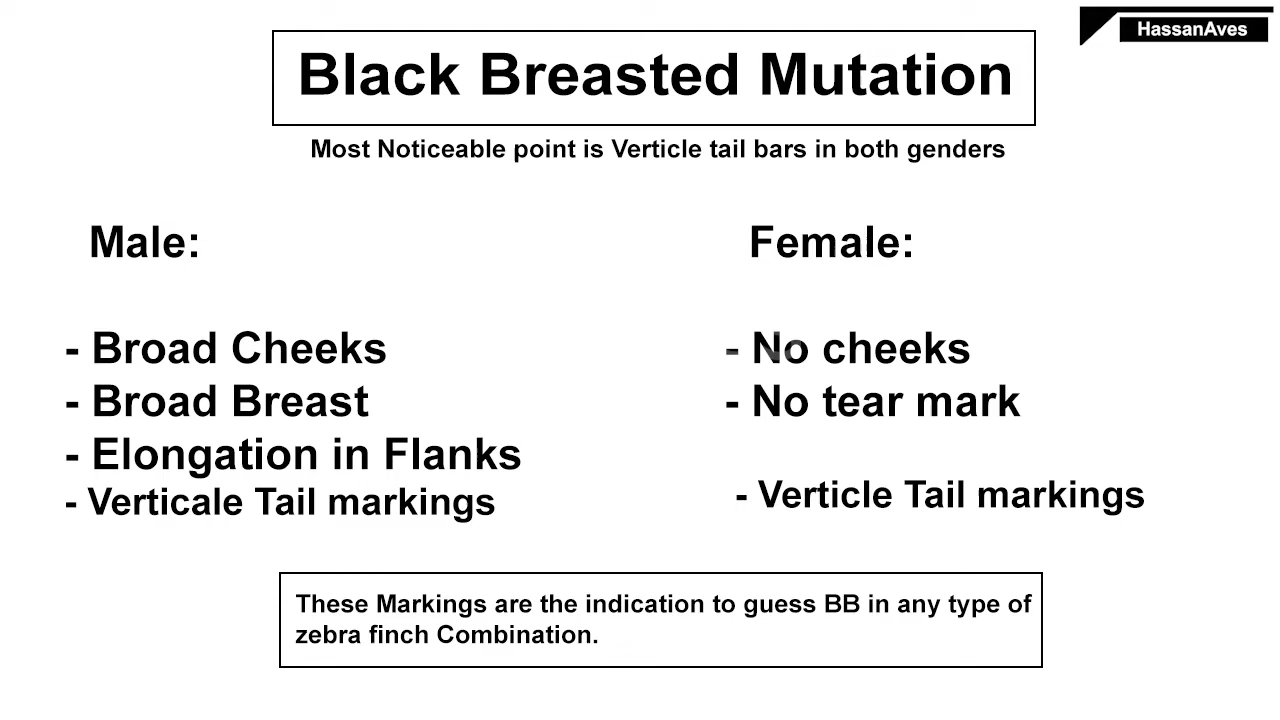 HassanAves
Black Breasted Mutation
Most Noticeable point is Verticle tail bars in both genders
Male:
- Broad Cheeks
- Broad Breast
- Elongation in Flanks
- Verticale Tail markings
Female:
- No cheeks
- No tear mark
- Verticle Tail markings
These Markings are the indication to guess BB in any type of
zebra finch Combination.